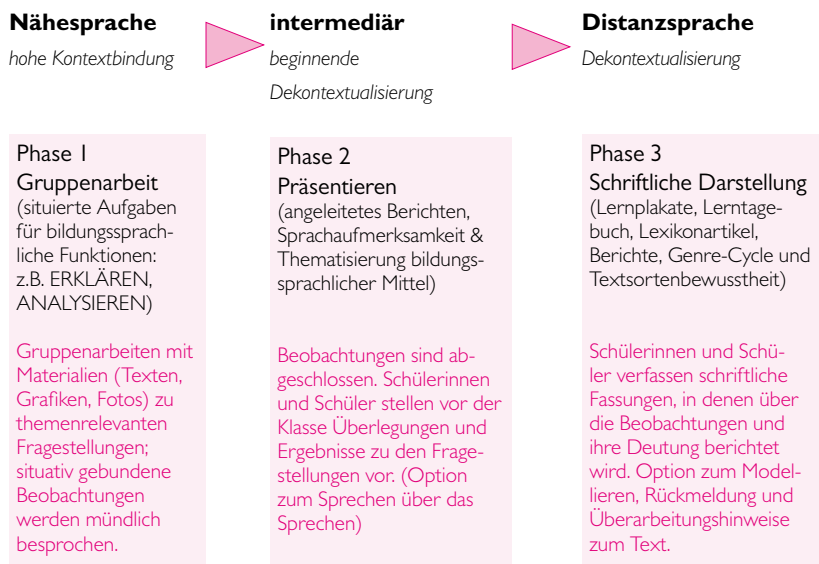 Nähesprache
hohe Kontextbindung
intermediär
beginnende
Dekontextualisierung
Distanzsprache
Dekontextualisierung
Phase 1
Gruppenarbeit
(situierte Aufgaben
für bildungssprach-
liche Funktionen:
z.B. ERKLÄREN,
ANALYSIEREN)
Gruppenarbeiten mit
Materialien (Texten,
Grafiken, Fotos) zu
themenrelevanten
Fragestellungen;
situativ gebundene
Beobachtungen
werden mündlich
besprochen.
Phase 2
Präsentieren
(angeleitetes Berichten,
Sprachaufmerksamkeit &
Thematisierung bildungs-
sprachlicher Mittel)
Beobachtungen sind ab-
geschlossen. Schülerinnen
und Schüler stellen vor der
Klasse Überlegungen und
Ergebnisse zu den Frage-
stellungen vor. (Option
zum Sprechen über das
Sprechen)
Phase 3
Schriftliche Darstellung
(Lernplakate, Lerntage-
buch, Lexikonartikel,
Berichte, Genre-Cycle und
Textsortenbewusstheit)
Schülerinnen und Schü-
ler verfassen schriftliche
Fassungen, in denen über
die Beobachtungen und
ihre Deutung berichtet
wird. Option zum Model-
lieren, Rückmeldung und
Überarbeitungshinweise
zum Text.